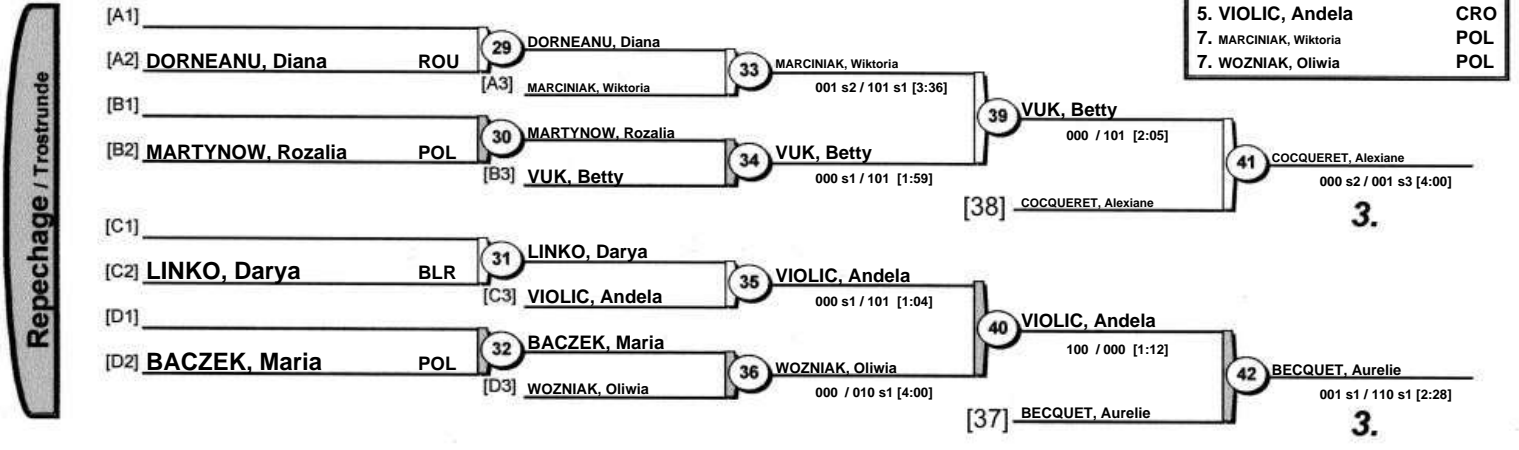 Repechage / Trostrunde
5. VIOLIC, Andela CRO
7. MARCINIAK, Wiktoria POL
7. WOZNIAK, Oliwia POL
[A1]
[A2] DORNEANU, Diana ROU
29
DORNEANU, Diana
[A3] MARCINIAK, Wiktoria
33
MARCINIAK, Wiktoria
001 s2 / 101 s1 [3:36]
[B1]
[B2] MARTYNOW, Rozalia POL
30
MARTYNOW, Rozalia
[B3] VUK, Betty
34
VUK, Betty
000 s1 / 101 [1:59]
39
VUK, Betty
000 / 101 [2:05]
[38] COCQUERET, Alexiane
41
COCQUERET, Alexiane
000 s2 / 001 s3 [4:00]
3.
[C1]
[C2] LINKO, Darya BLR
31
LINKO, Darya
[C3] VIOLIC, Andela
35
VIOLIC, Andela
000 s1 / 101 [1:04]
[D1]
[D2] BACZEK, Maria POL
32
BACZEK, Maria
[D3] WOZNIAK, Oliwia
36
WOZNIAK, Oliwia
000 / 010 s1 [4:00]
40
VIOLIC, Andela
100 / 000 [1:12]
[37] BECQUET, Aurelie
42
BECQUET, Aurelie
001 s1 / 110 s1 [2:28]
3.